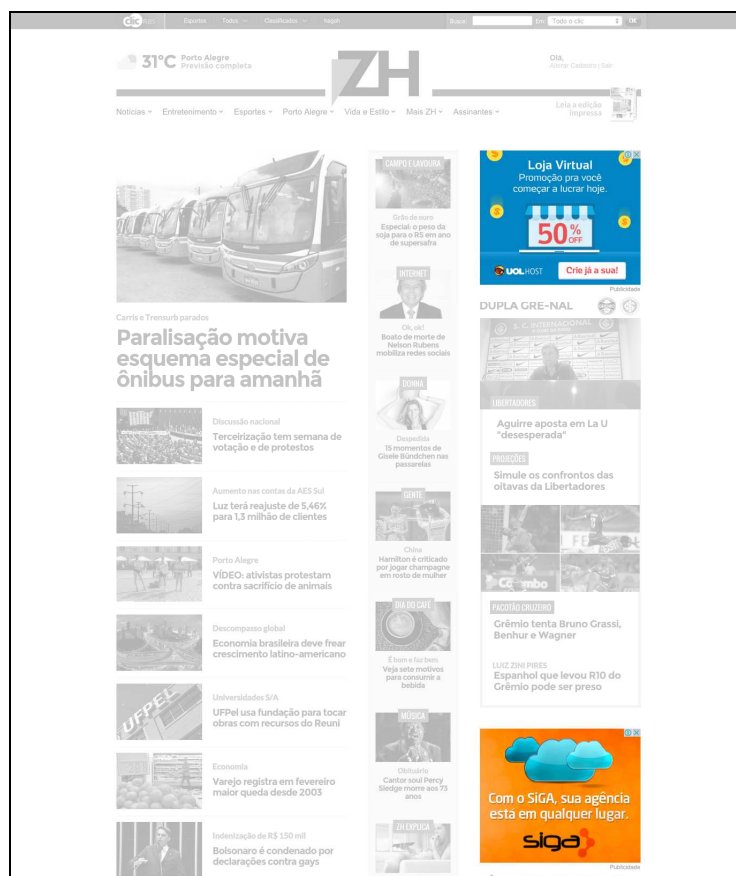 clic
Esportes Todos Classificados hagah
Busca: Em: Todo o clic OK
31°C Porto Alegre
Previsão completa
ZH
Olá,
Alterar Cadastro | Sair
Notícias Entretenimento Esportes Porto Alegre Vida e Estilo Mais ZH Assinantes
Leia a edição
impressa
Carris e Trensurb parados
Paralisação motiva
esquema especial de
ônibus para amanhã
Discussão nacional
Terceirização tem semana de
votação e de protestos
Aumento nas contas da AES Sul
Luz terá reajuste de 5,46%
para 1,3 milhão de clientes
Porto Alegre
VÍDEO: ativistas protestam
contra sacrifício de animais
Descompasso global
Economia brasileira deve frear
crescimento latino-americano
UFPEL
Universidades S/A
UFPel usa fundação para tocar
obras com recursos do Reuni
Economia
Varejo registra em fevereiro
maior queda desde 2003
Indenização de R$ 150 mil
Bolsonaro é condenado por
declarações contra gays
CAMPO E LAVOURA
Grão de ouro
Especial: o peso da
soja para o RS em ano
de supersafra
INTERNET
Ok, ok!
Boato de morte de
Nelson Rubens
mobiliza redes sociais
DONNA
Despedida
15 momentos de
Gisele Bündchen nas
passarelas
GENTE
China
Hamilton é criticado
por jogar champagne
em rosto de mulher
DIA DO CAFÉ
É bom e faz bem
Veja sete motivos
para consumir a
bebida
MÚSICA
Obituário
Cantor soul Percy
Sledge morre aos 73
anos
ZH EXPLICA
Loja Virtual
Promoção pra você
começar a lucrar hoje.
50% OFF
UOL HOST Crie já a sua!
Publicidade
DUPLA GRE-NAL
S. C. INTERNACIONAL
LIBERTADORES
Aguirre aposta em La U
"desesperada"
PROJEÇÕES
Simule os confrontos das
oitavas da Libertadores
PACOTÃO CRUZEIRO
Grêmio tenta Bruno Grassi,
Benhur e Wagner
LUIZ ZINI PIRES
Espanhol que levou R10 do
Grêmio pode ser preso
Com o SiGA, sua agência
está em qualquer lugar.
siga
Publicidade